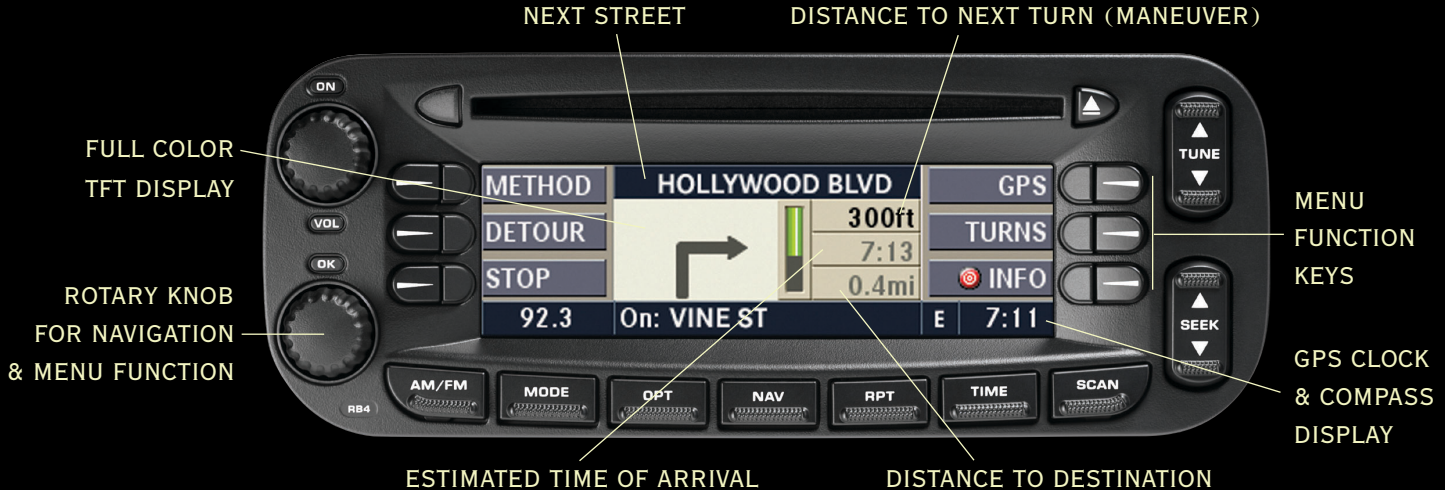 NEXT STREET
DISTANCE TO NEXT TURN (MANEUVER)
FULL COLOR
TFT DISPLAY
ROTARY KNOB
FOR NAVIGATION
& MENU FUNCTION
ON
VOL
OK
RB4
METHOD
DETOUR
STOP
HOLLYWOOD BLVD
300ft
7:13
0.4mi
GPS
TURNS
INFO
92.3
On: VINE ST
E
7:11
TUNE
SEEK
AM/FM
MODE
OPT
NAV
RPT
TIME
SCAN
MENU
FUNCTION
KEYS
GPS CLOCK
& COMPASS
DISPLAY
ESTIMATED TIME OF ARRIVAL
DISTANCE TO DESTINATION